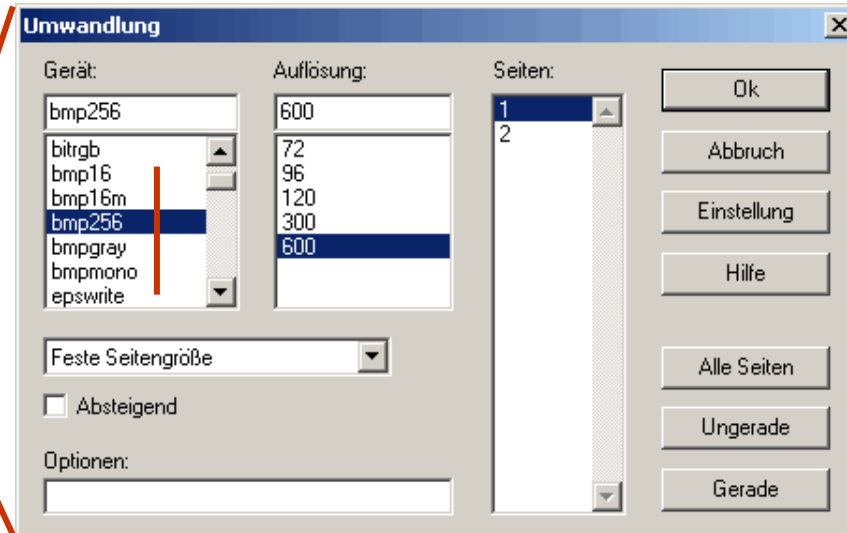 Umwandlung
Gerät:
bmp256
bitrgb
bmp16
bmp16m
bmp256
bmpgray
bmpmono
epswrite
Auflösung:
600
72
96
120
300
600
Seiten:
1
2
Ok
Abbruch
Einstellung
Hilfe
Feste Seitengröße
Absteigend
Optionen:
Alle Seiten
Ungerade
Gerade